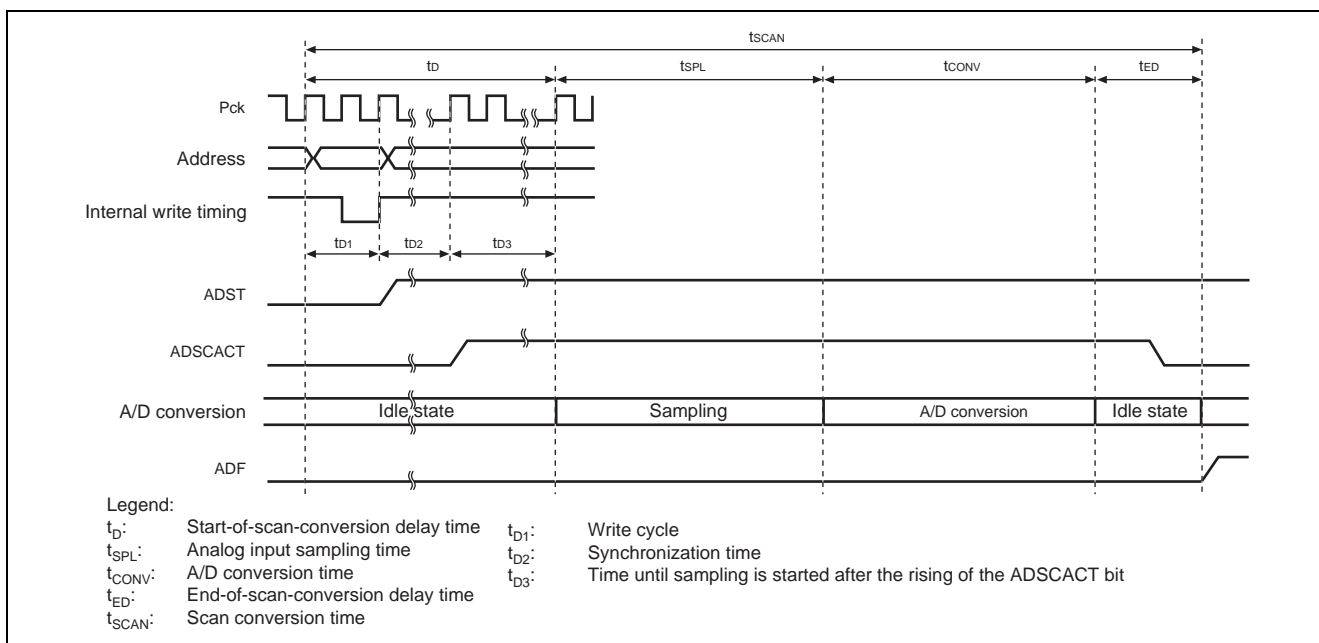 tSCAN
tD tSPL tCONV tED
Pck
Address
Internal write timing
tD1 tD2 tD3
ADST
ADSCACT
A/D conversion Idle state Sampling A/D conversion Idle state
ADF
Legend:
tD: Start-of-scan-conversion delay time
tSPL: Analog input sampling time
tCONV: A/D conversion time
tED: End-of-scan-conversion delay time
tSCAN: Scan conversion time
tD1: Write cycle
tD2: Synchronization time
tD3: Time until sampling is started after the rising of the ADSCACT bit